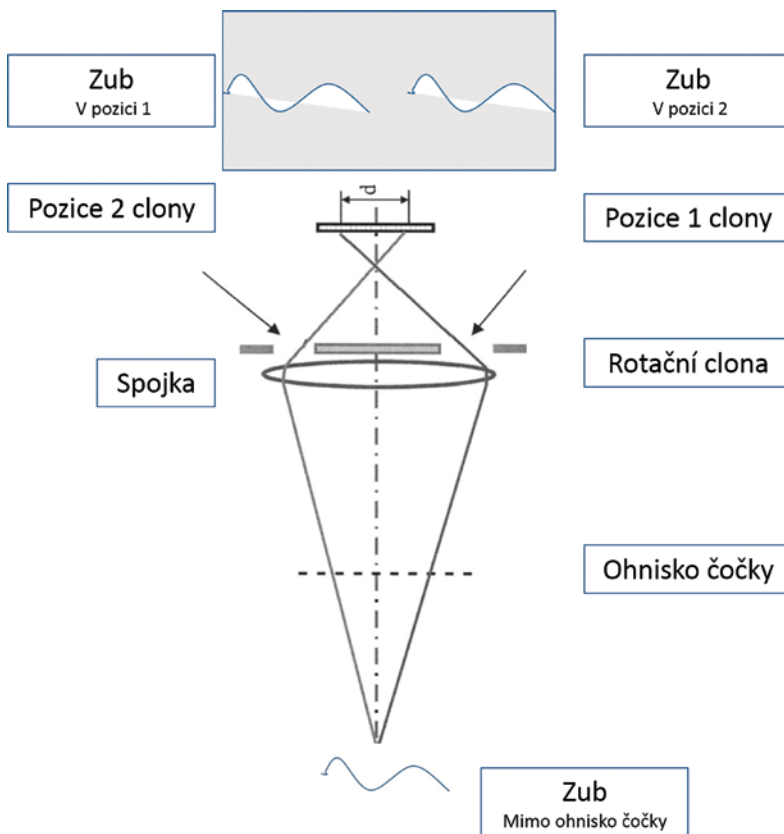 Zub
V pozici 1
Zub
V pozici 2
d
Pozice 2 clony
Pozice 1 clony
Spojka
Rotační clona
Ohnisko čočky
Zub
Mimo ohnisko čočky